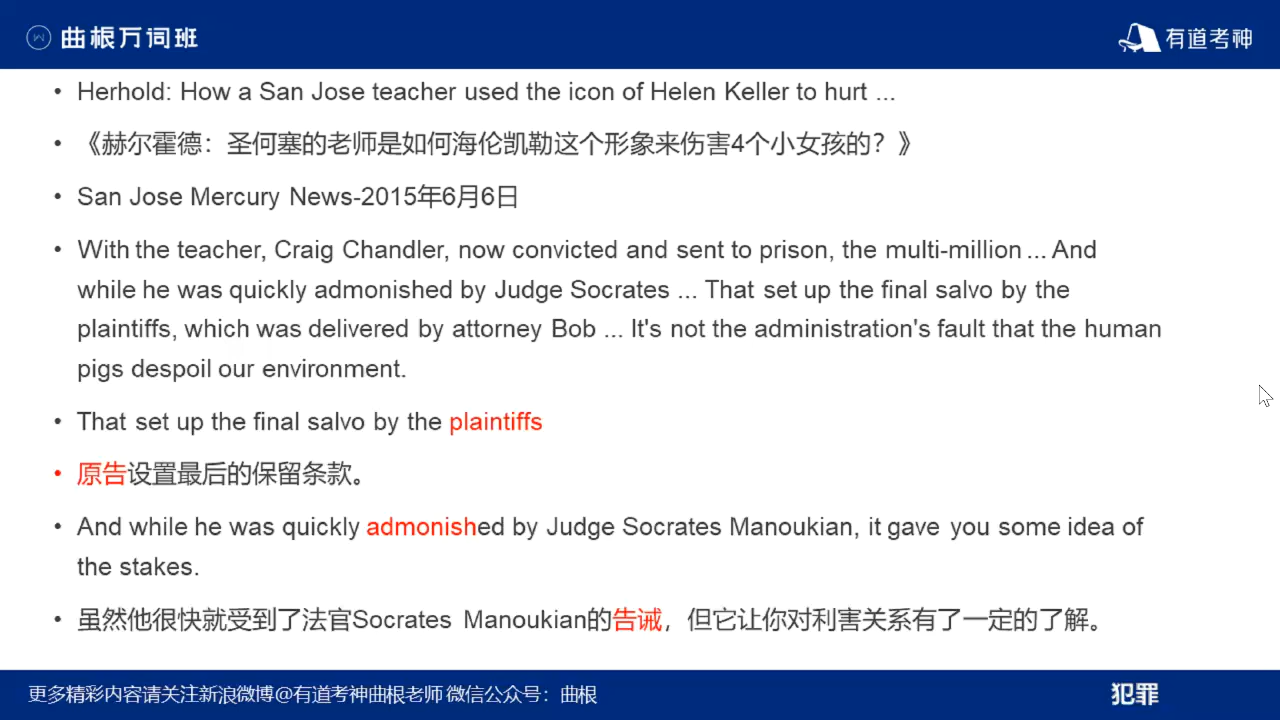 曲根万词班
有道考神
• Herhold: How a San Jose teacher used the icon of Helen Keller to hurt ...
• 《赫尔霍德：圣何塞的老师是如何海伦凯勒这个形象来伤害4个小女孩的？》
• San Jose Mercury News-2015年6月6日
• With the teacher, Craig Chandler, now convicted and sent to prison, the multi-million ... And
while he was quickly admonished by Judge Socrates ... That set up the final salvo by the
plaintiffs, which was delivered by attorney Bob ... It's not the administration's fault that the human
pigs despoil our environment.
• That set up the final salvo by the plaintiffs
• 原告设置最后的保留条款。
• And while he was quickly admonished by Judge Socrates Manoukian, it gave you some idea of
the stakes.
• 虽然他很快就受到了法官Socrates Manoukian的告诫，但它让你对利害关系有了一定的了解。
更多精彩内容请关注新浪微博@有道考神曲根老师 微信公众号：曲根
犯罪